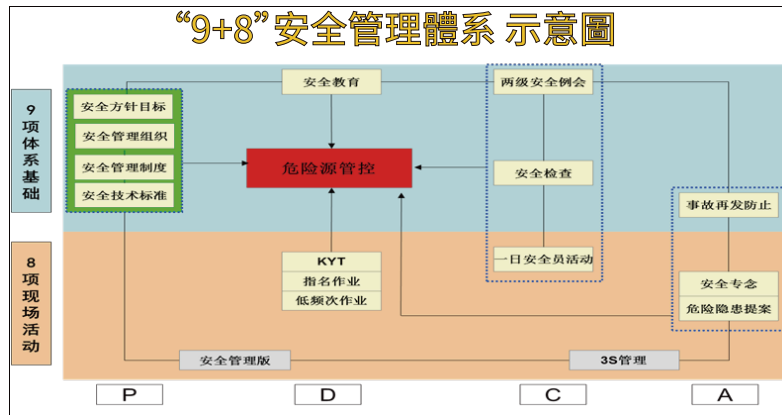 “9+8”安全管理體系 示意圖
9项体系基础
安全教育
两级安全例会
安全方针目标
安全管理组织
安全管理制度
安全技术标准
危险源管控
安全检查
事故再发防止
8项现场活动
KYT
指名作业
低频次作业
一日安全员活动
安全专念
危险隐患提案
安全管理版
3S管理
P
D
C
A